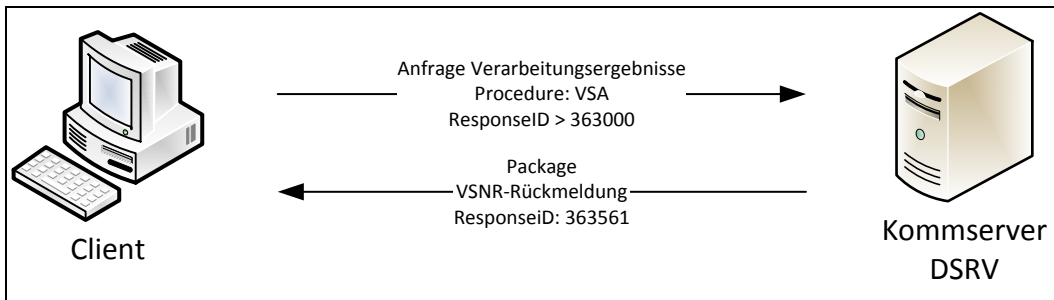 Anfrage Verarbeitungsergebnisse
Procedure: VSA
ResponseID > 363000
Package
VSNR-Rückmeldung
ResponseiD: 363561
Client
Kommserver
DSRV